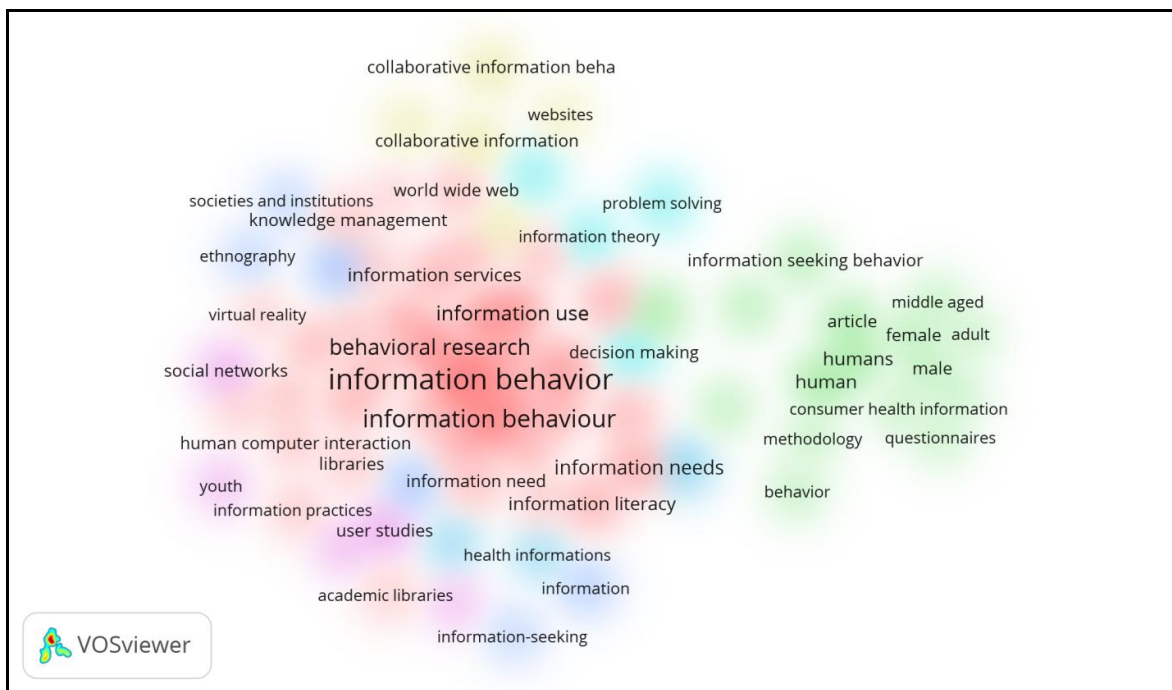 collaborative information beha
websites
collaborative information
world wide web
societies and institutions
problem solving
knowledge management
information theory
ethnography
information seeking behavior
information services
middle aged
virtual reality
information use
article
female
adult
behavioral research
decision making
humans
social networks
information behavior
human
male
consumer health information
information behaviour
human computer interaction
methodology
questionnaires
libraries
information needs
information need
youth
behavior
information practices
information literacy
user studies
health informations
academic libraries
information
information-seeking
VOSviewer